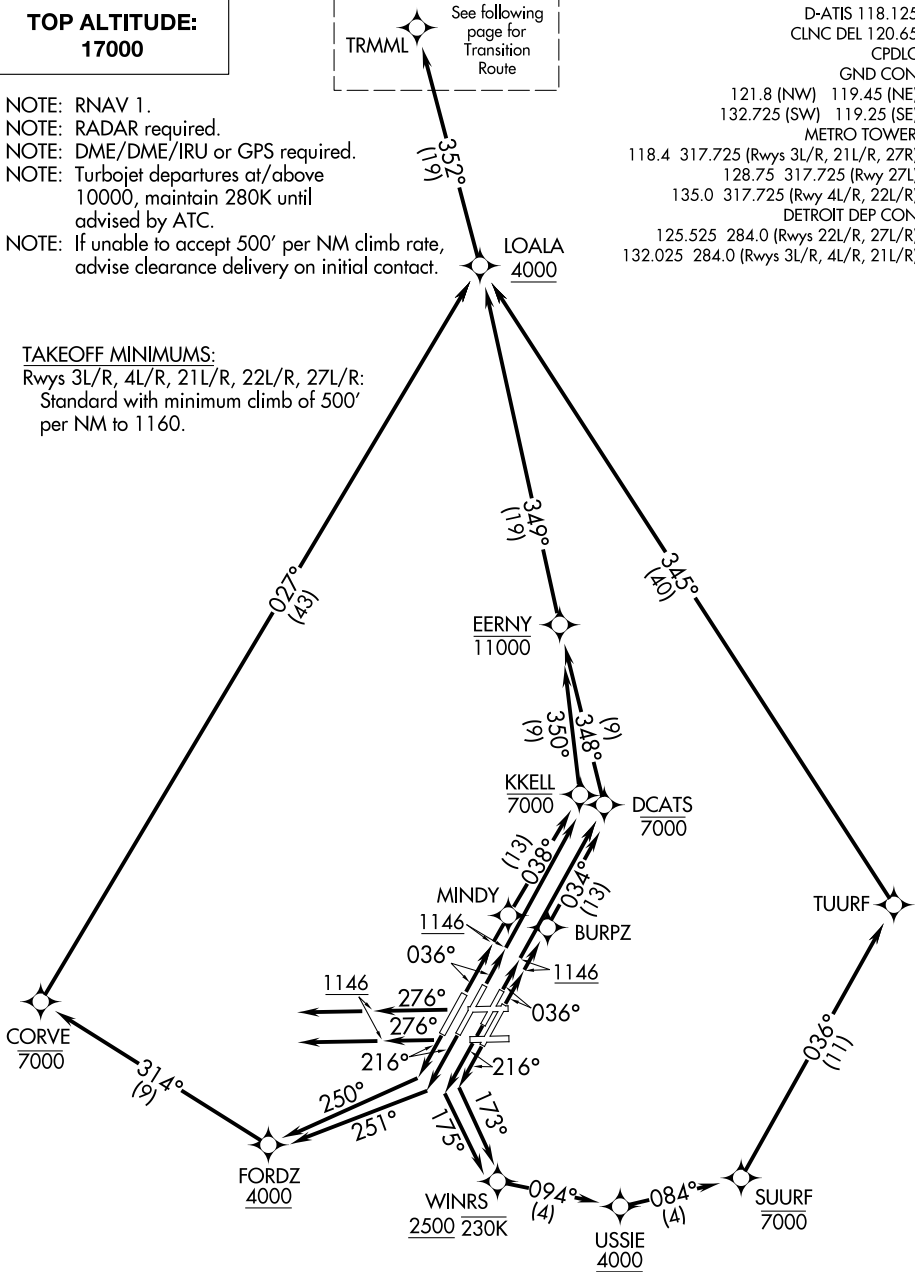 TOP ALTITUDE:
17000
NOTE: RNAV 1.
NOTE: RADAR required.
NOTE: DME/DME/IRU or GPS required.
NOTE: Turbojet departures at/above
10000, maintain 280K until
advised by ATC.
NOTE: If unable to accept 500' per NM climb rate,
advise clearance delivery on initial contact.
TAKEOFF MINIMUMS:
Rwys 3L/R, 4L/R, 21L/R, 22L/R, 27L/R:
Standard with minimum climb of 500'
per NM to 1160.
See following
page for
Transition
Route
TRMML
D-ATIS 118.125
CLNC DEL 120.65
CPDLC
GND CON
121.8 (NW) 119.45 (NE)
132.725 (SW) 119.25 (SE)
METRO TOWER
118.4 317.725 (Rwys 3L/R, 21L/R, 27R)
128.75 317.725 (Rwy 27L)
135.0 317.725 (Rwy 4L/R, 22L/R)
DETROIT DEP CON
125.525 284.0 (Rwys 22L/R, 27L/R)
132.025 284.0 (Rwys 3L/R, 4L/R, 21L/R)
352°
(19)
LOALA
4000
349°
(19)
027°
(43)
345°
(40)
EERNY
11000
350°
(9)
348°
(9)
KKELL
7000
DCATS
7000
(13)
038°
034°
(13)
MINDY
BURPZ
TUURF
1146
036°
1146
036°
1146
276°
276°
216°
216°
CORVE
7000
314°
(9)
250°
251°
175°
173°
036°
(11)
FORDZ
4000
WINRS
2500 230K
094°
(4)
USSIE
4000
084°
(4)
SUURF
7000